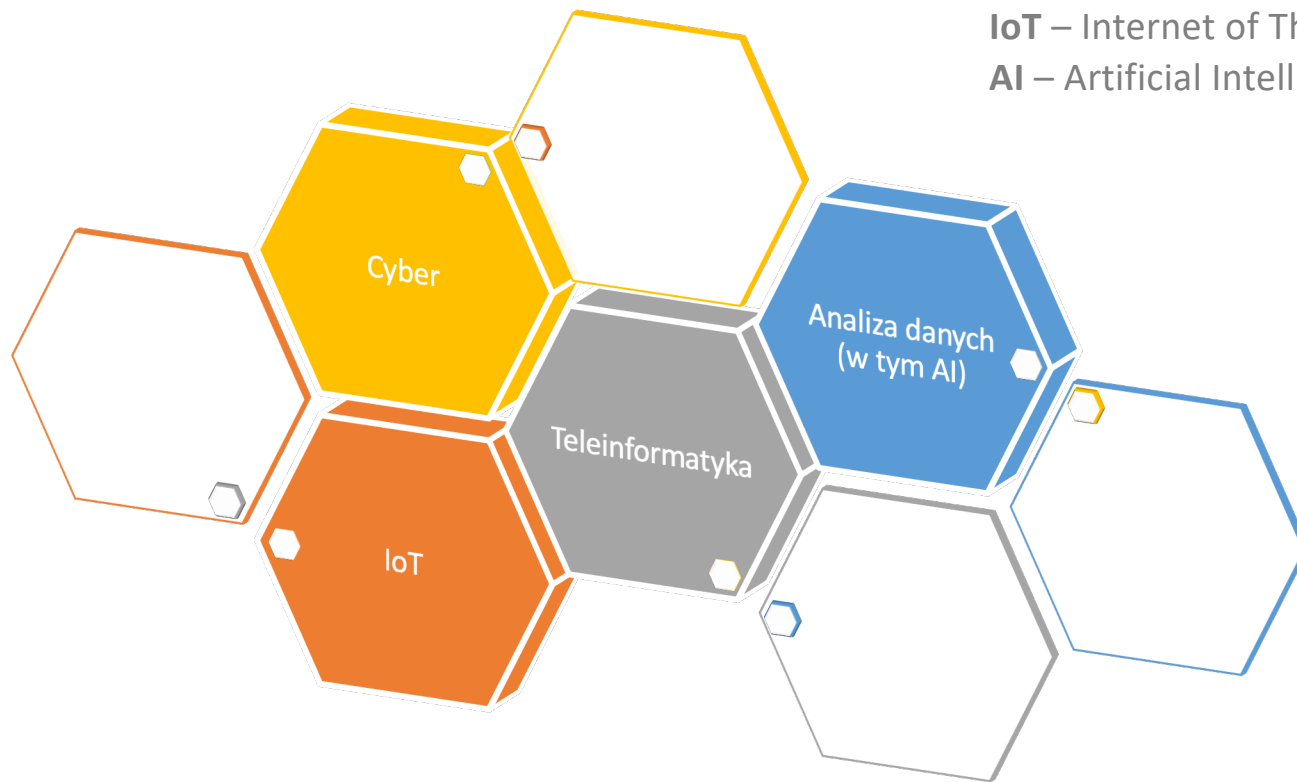 IoT – Internet of Th
AI – Artificial Intell
Cyber
Analiza danych
(w tym AI)
Teleinformatyka
IoT